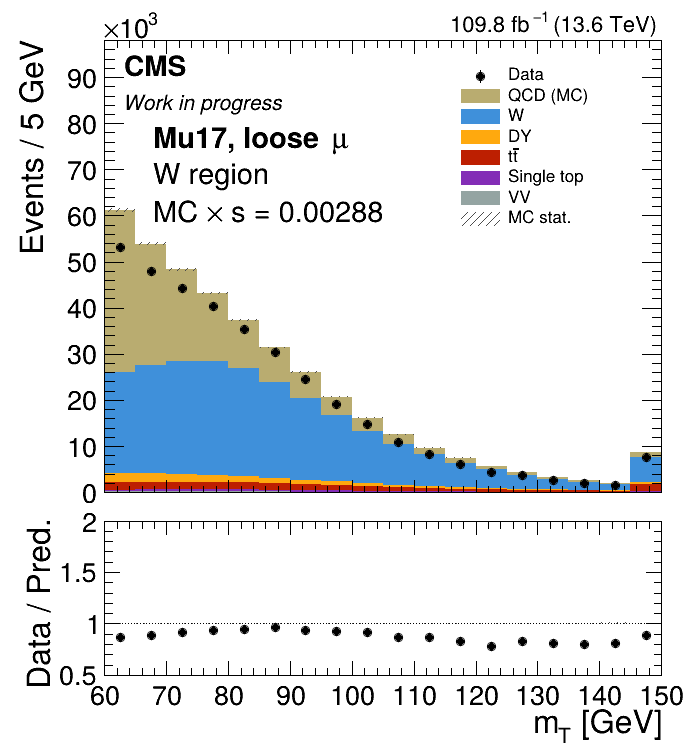 ×10³
109.8 fb⁻¹ (13.6 TeV)
CMS
Work in progress
Mu17, loose μ
W region
MC × s = 0.00288
Data
QCD (MC)
W
DY
tt̄
Single top
VV
MC stat.
Events / 5 GeV
90
80
70
60
50
40
30
20
10
0
Data / Pred.
2
1.5
1
0.5
60 70 80 90 100 110 120 130 140 150
m_T [GeV]